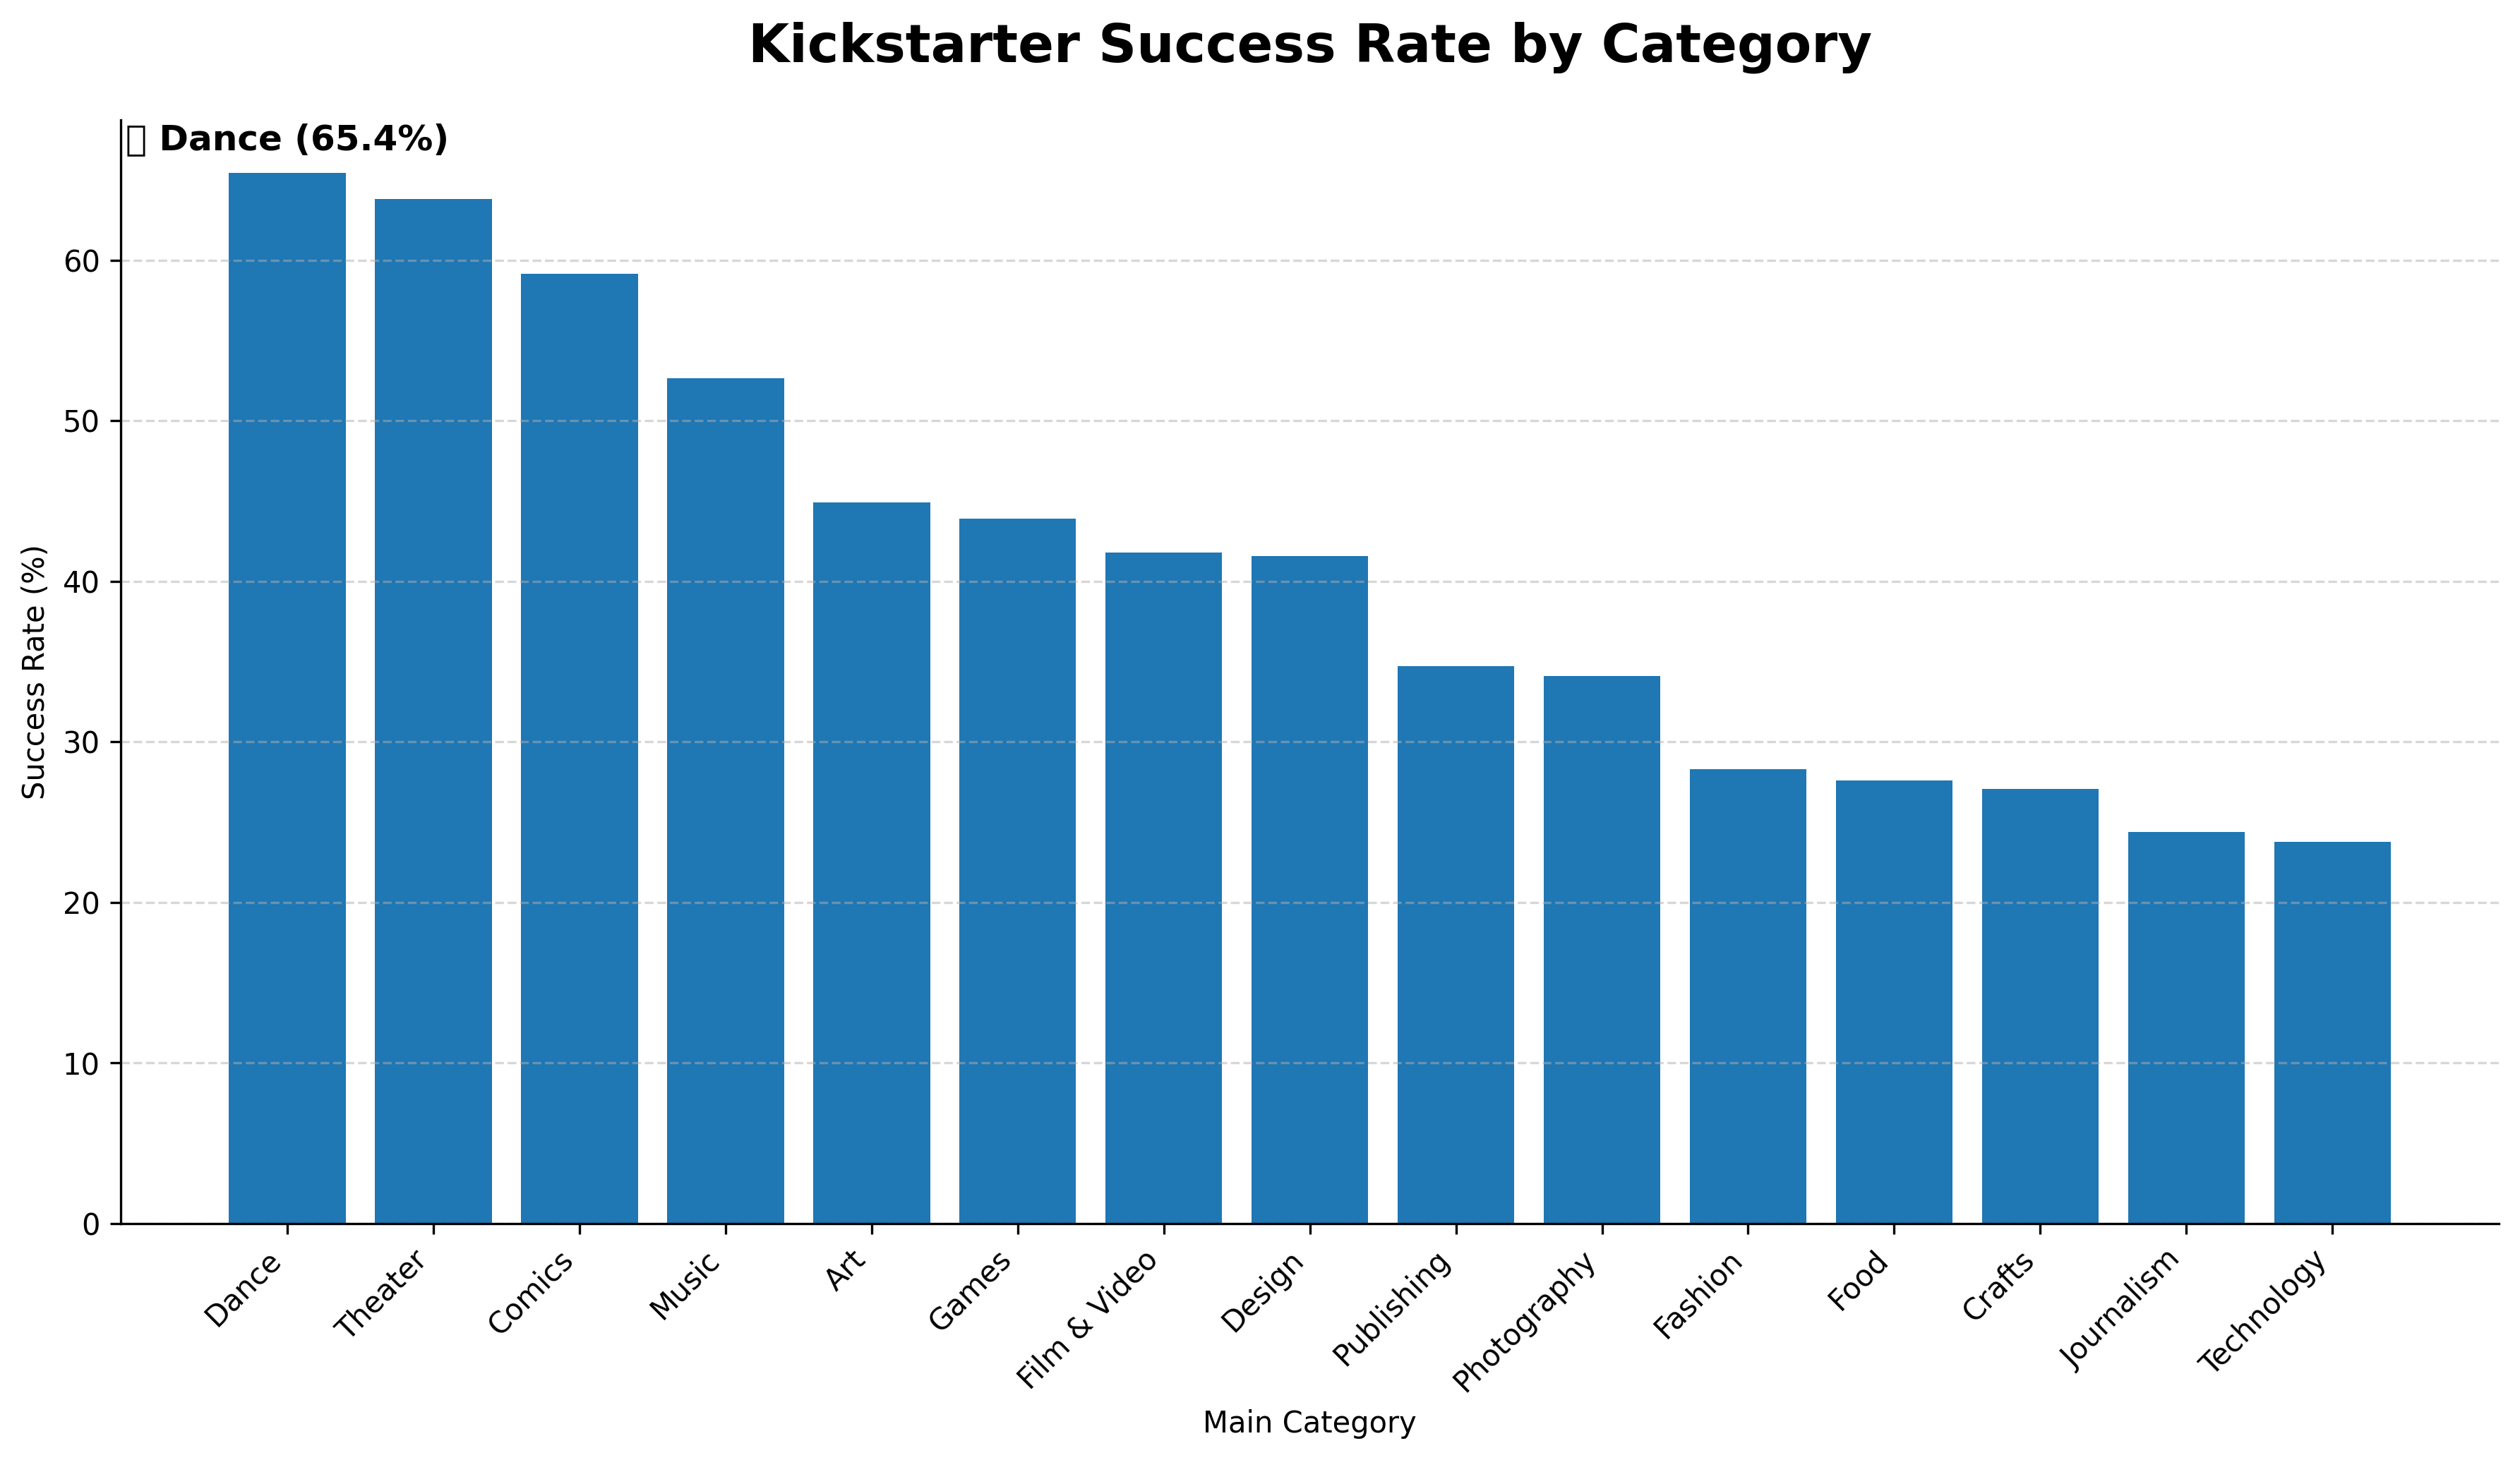 Kickstarter Success Rate by Category
Dance (65.4%)
Success Rate (%)
60
50
40
30
20
10
0
Dance
Theater
Comics
Music
Art
Games
Film & Video
Design
Publishing
Photography
Fashion
Food
Crafts
Journalism
Technology
Main Category